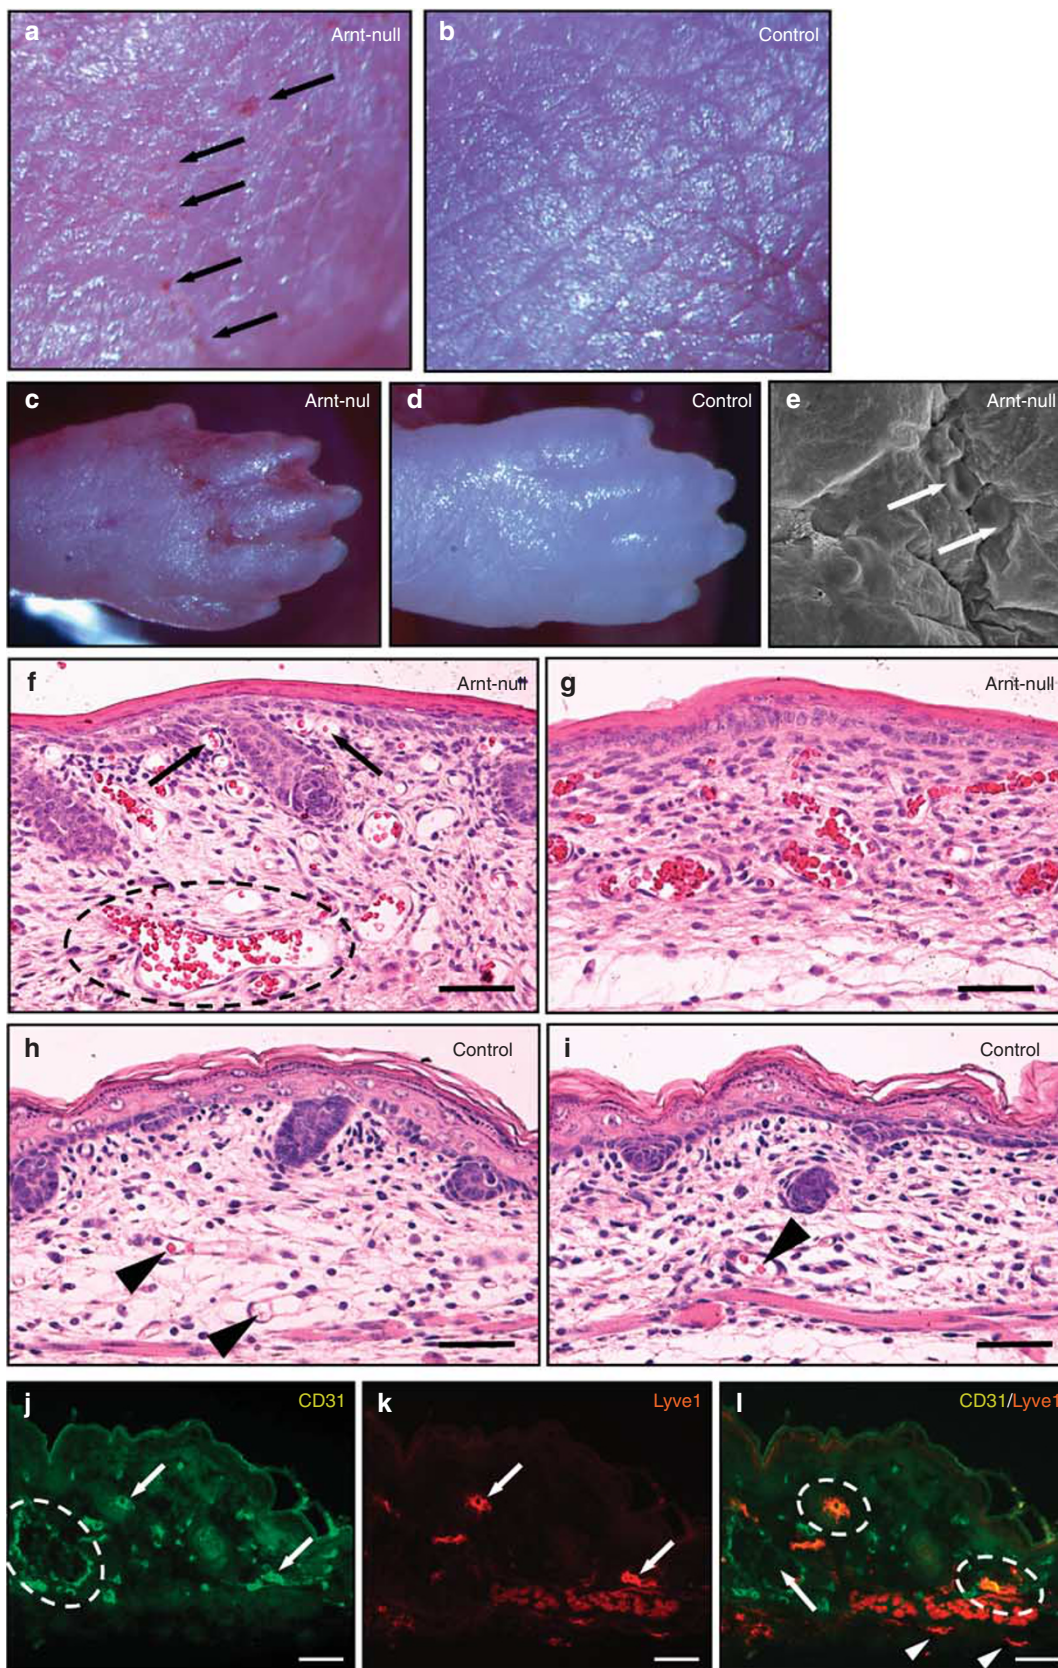 a Arnt-null
b Control
c Arnt-nul
d Control
e Arnt-null
f Arnt-null
g Arnt-null
h Control
i Control
j CD31
k Lyve1
l CD31/Lyve1